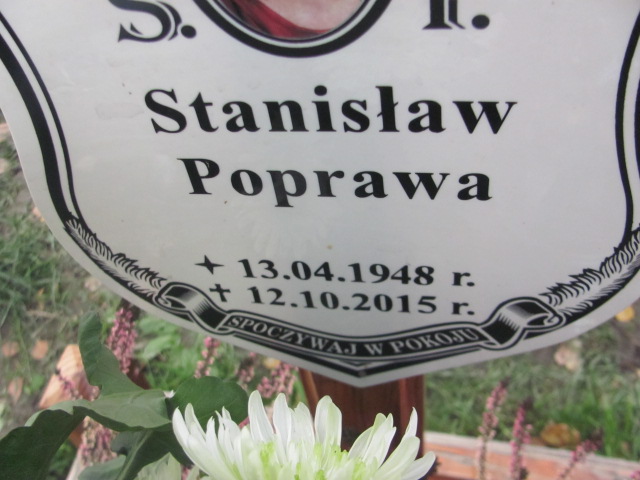 Ś. P.
Stanisław
Poprawa
13.04.1948 r.
12.10.2015 r.
SPOCZYWAJ W POKOJU